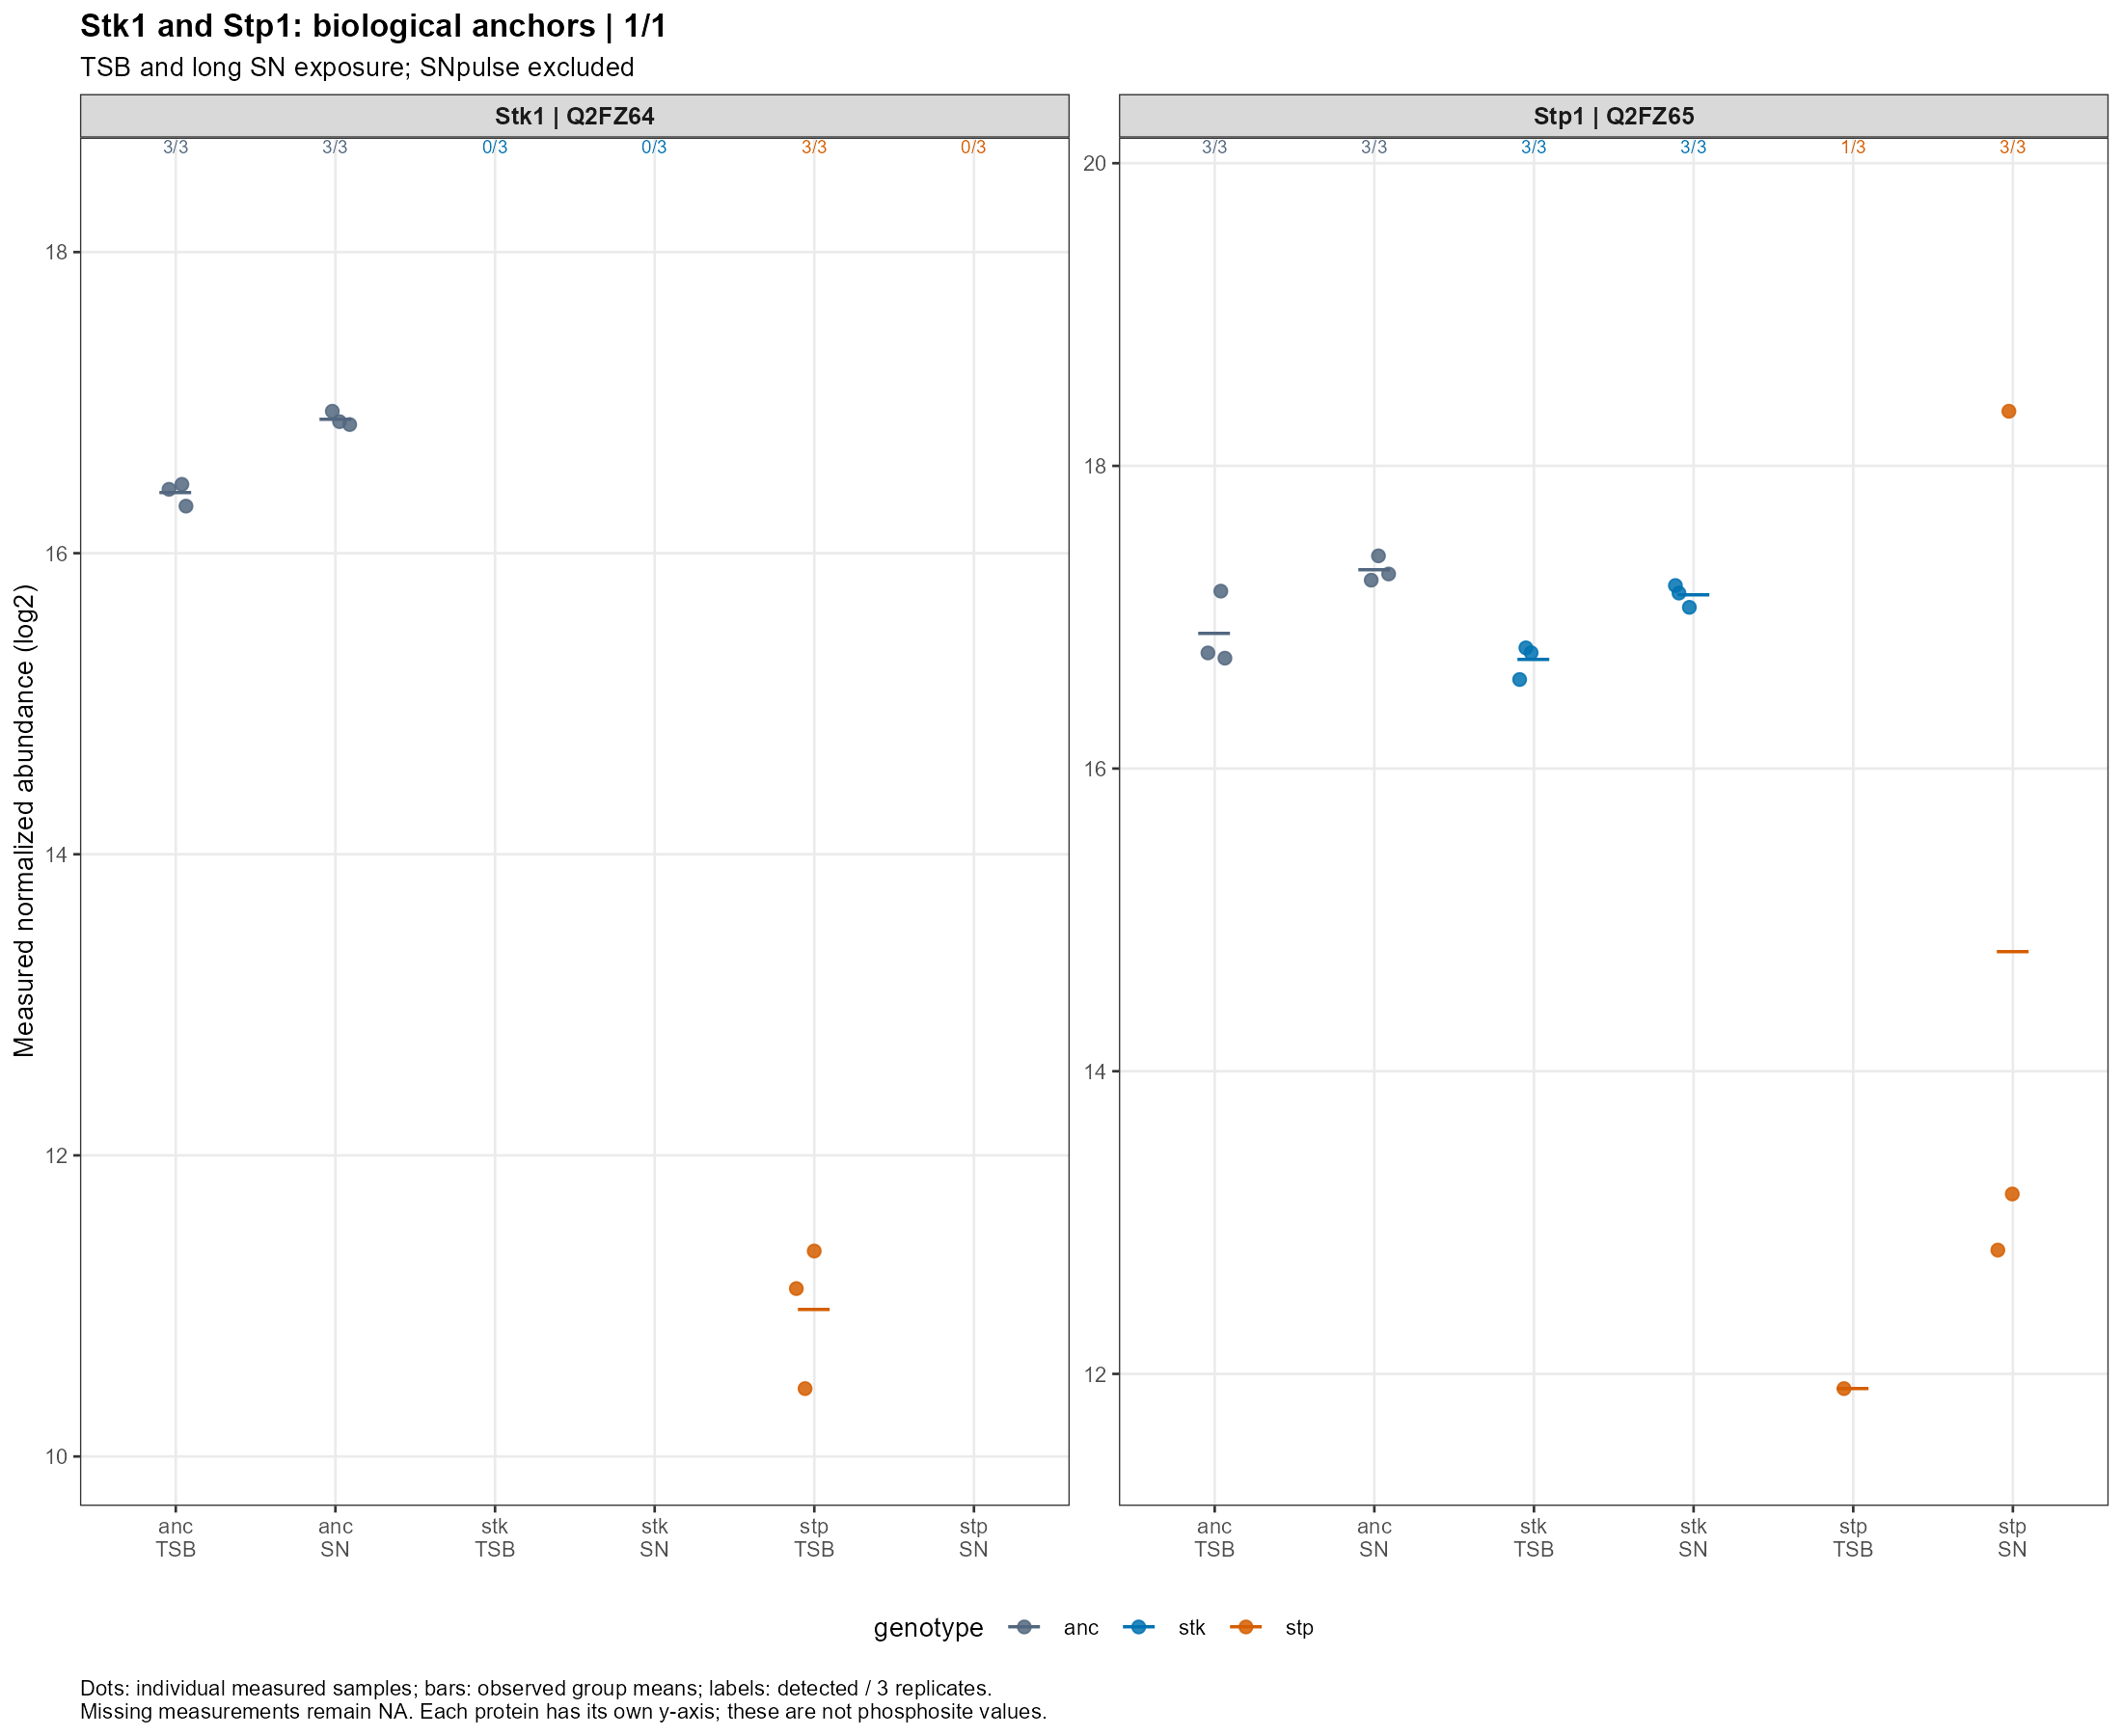 Stk1 and Stp1: biological anchors | 1/1
TSB and long SN exposure; SNpulse excluded
Measured normalized abundance (log2)
Stk1 | Q2FZ64
3/3 3/3 0/3 0/3 3/3 0/3
18
16
14
12
10
anc anc stk stk stp stp
TSB SN TSB SN TSB SN
Stp1 | Q2FZ65
3/3 3/3 3/3 3/3 1/3 3/3
20
18
16
14
12
anc anc stk stk stp stp
TSB SN TSB SN TSB SN
genotype anc stk stp
Dots: individual measured samples; bars: observed group means; labels: detected / 3 replicates.
Missing measurements remain NA. Each protein has its own y-axis; these are not phosphosite values.